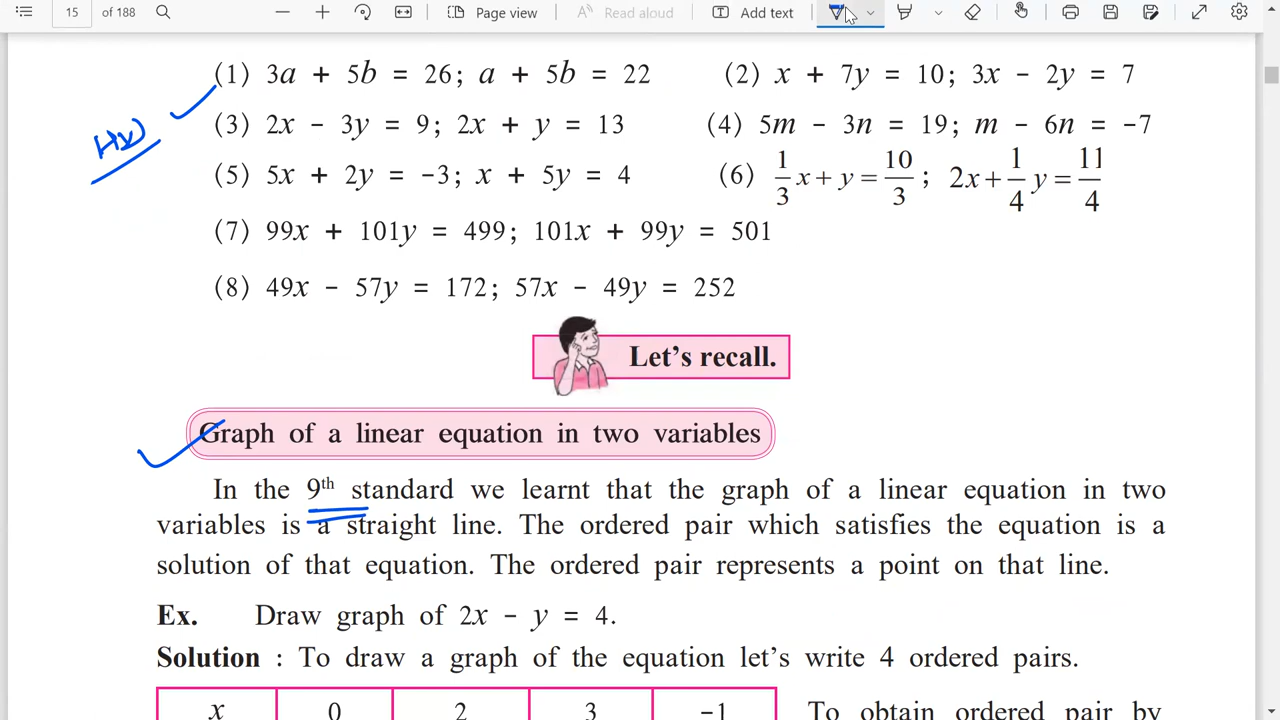 15 of 188 Page view Read aloud Add text
(1) 3a + 5b = 26; a + 5b = 22 (2) x + 7y = 10; 3x - 2y = 7
HW
(3) 2x - 3y = 9; 2x + y = 13 (4) 5m - 3n = 19; m - 6n = -7
(5) 5x + 2y = -3; x + 5y = 4 (6) 1/3 x + y = 10/3; 2x + 1/4 y = 11/4
(7) 99x + 101y = 499; 101x + 99y = 501
(8) 49x - 57y = 172; 57x - 49y = 252
Let's recall.
Graph of a linear equation in two variables
In the 9th standard we learnt that the graph of a linear equation in two
variables is a straight line. The ordered pair which satisfies the equation is a
solution of that equation. The ordered pair represents a point on that line.
Ex. Draw graph of 2x - y = 4.
Solution : To draw a graph of the equation let's write 4 ordered pairs.
x 0 2 3 -1 To obtain ordered pair by